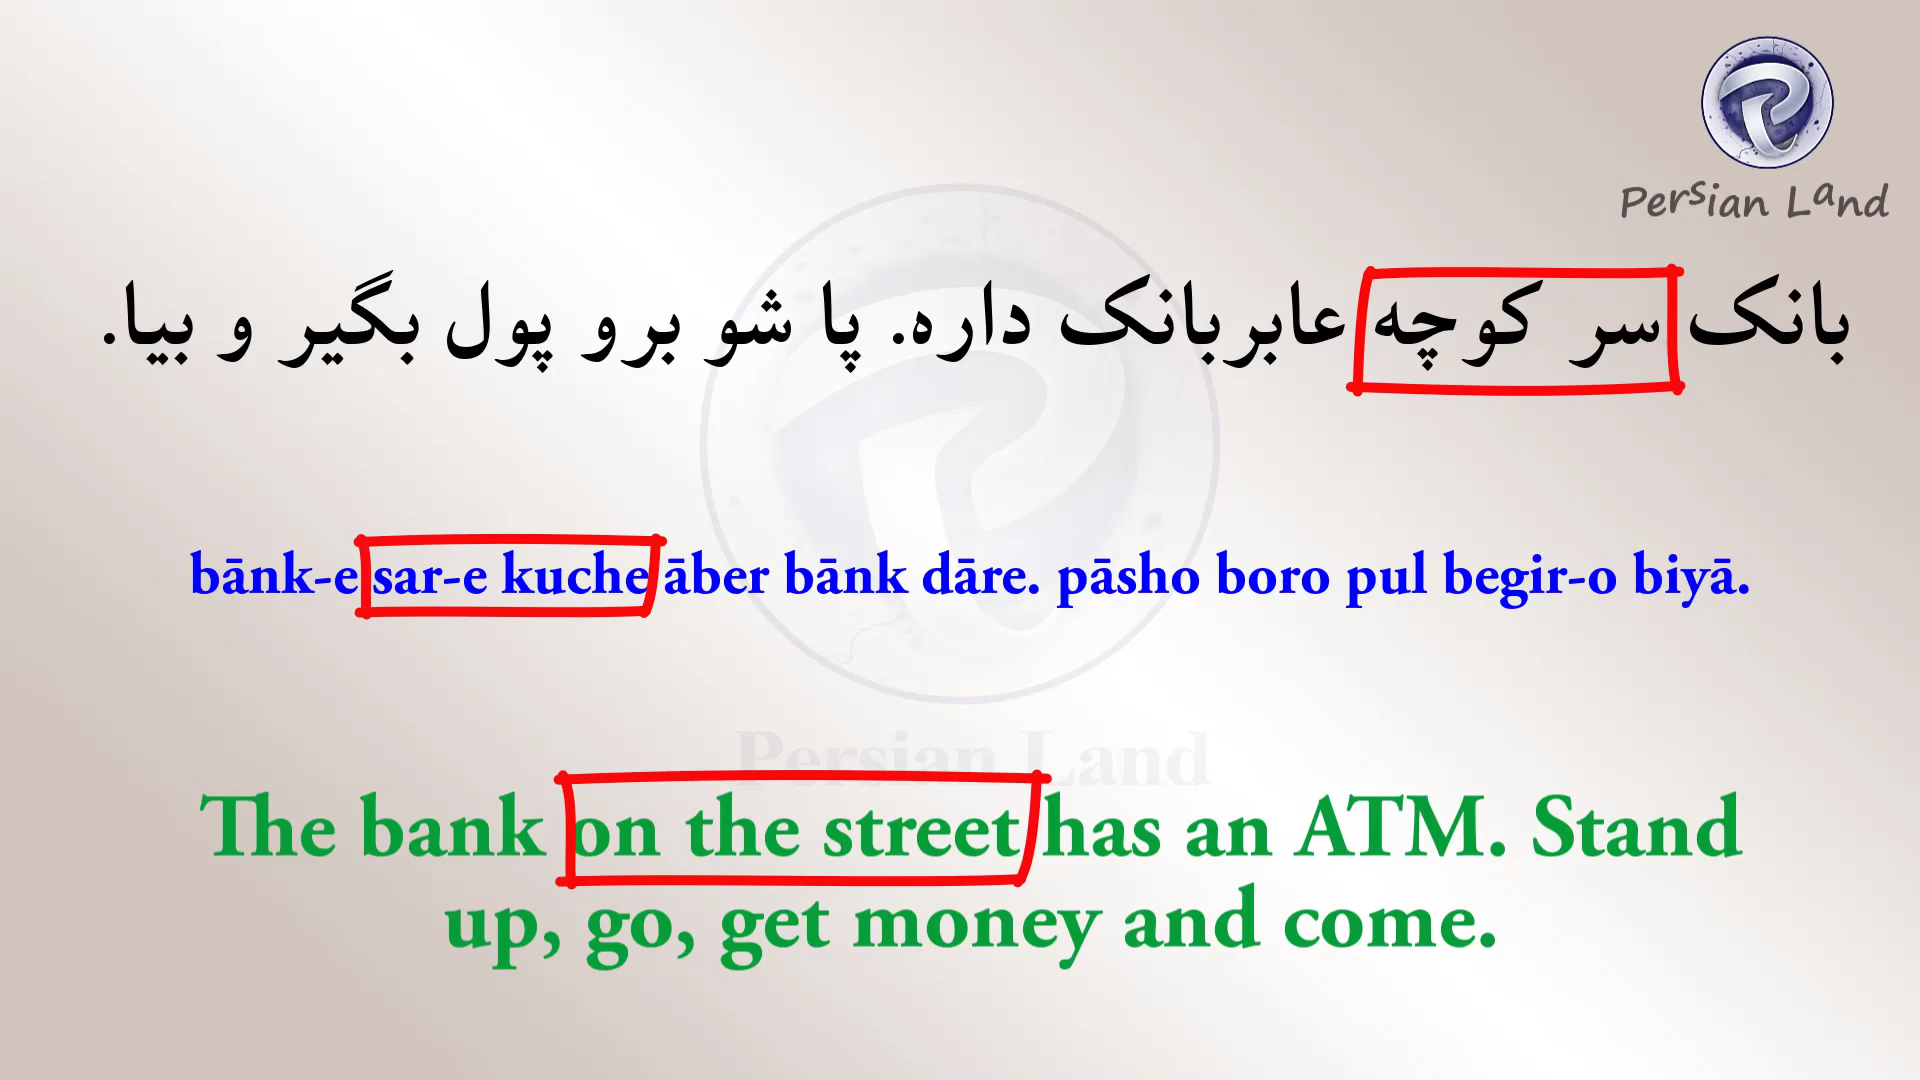 Persian Land
بانک سر کوچه عابربانک داره. پا شو برو پول بگیر و بیا.
bānk-e sar-e kuche āber bānk dāre. pāsho boro pul begir-o biyā.
Persian Land
The bank on the street has an ATM. Stand
up, go, get money and come.